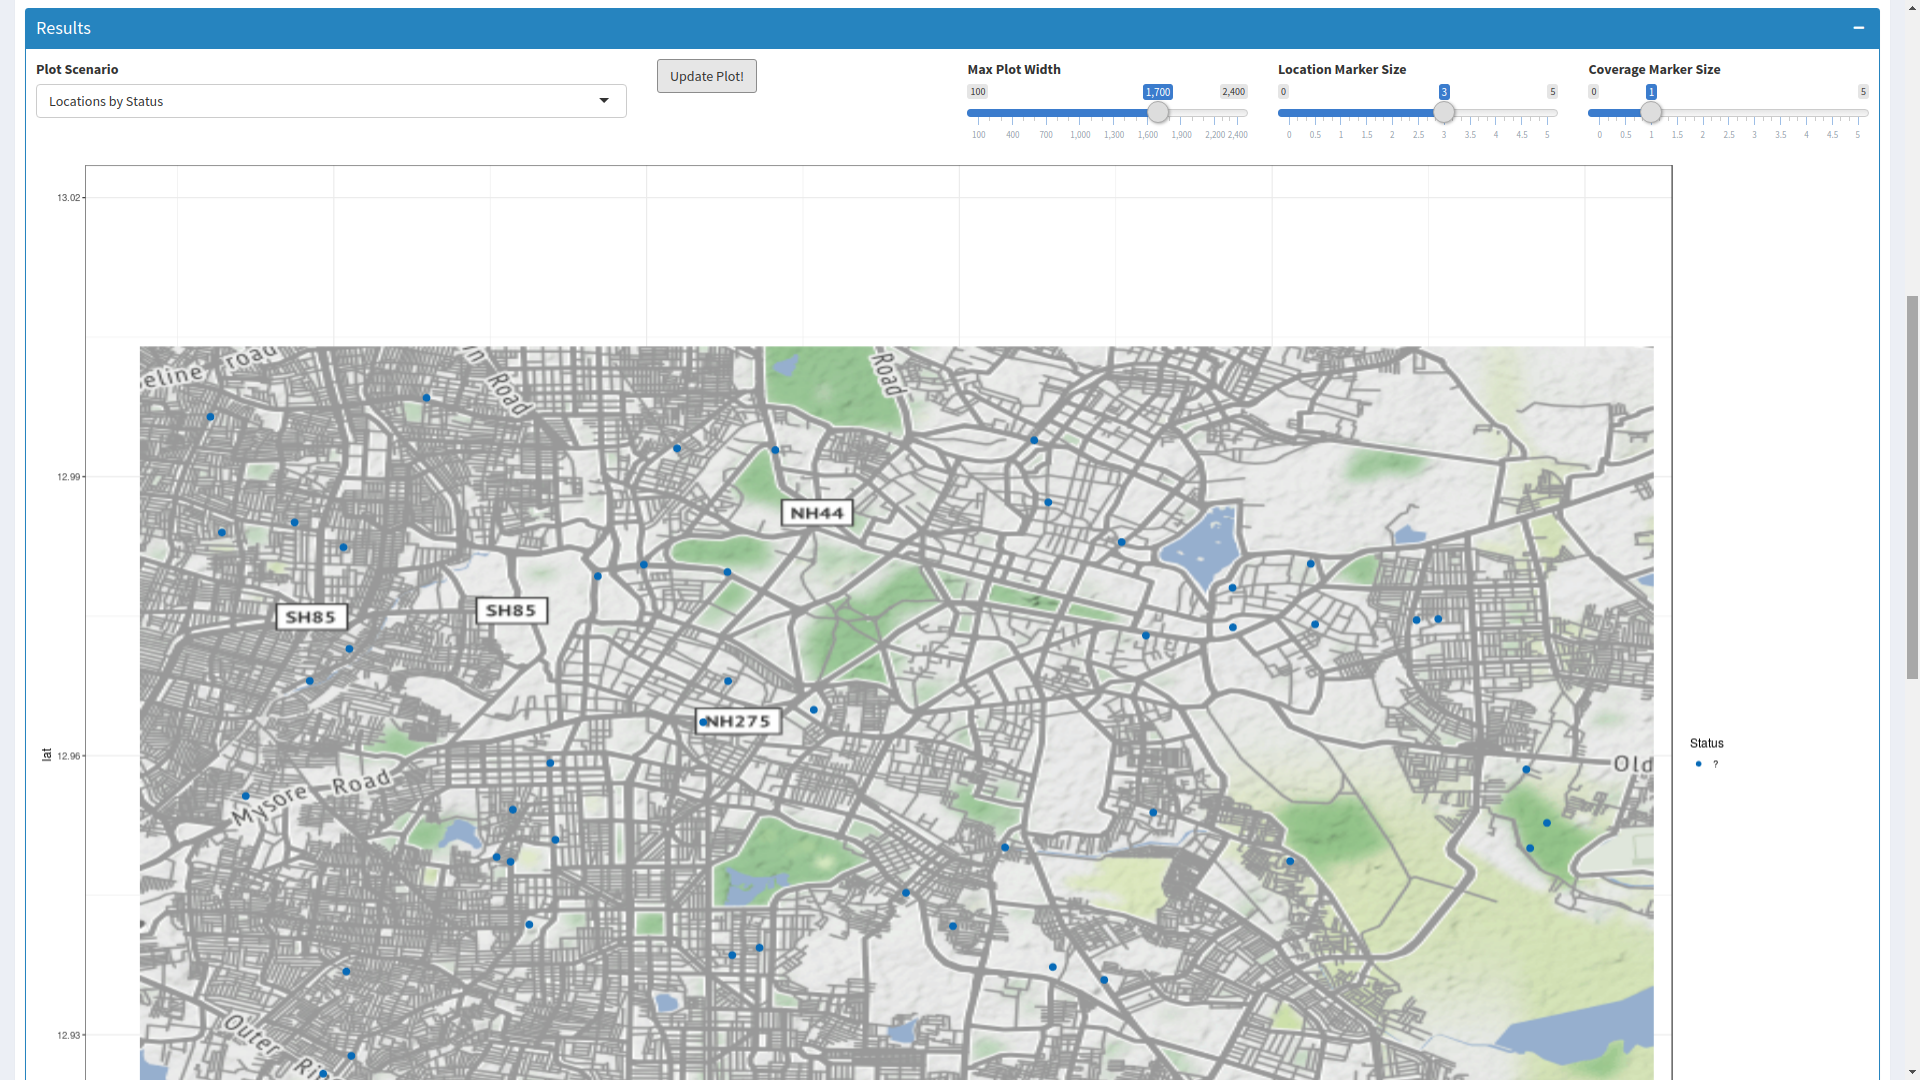 Results
Plot Scenario
Locations by Status
Update Plot!
Max Plot Width
100 1,700 2,400
100 400 700 1,000 1,300 1,600 1,900 2,200 2,400
Location Marker Size
0 3 5
0 0.5 1 1.5 2 2.5 3 3.5 4 4.5 5
Coverage Marker Size
0 1 5
0 0.5 1 1.5 2 2.5 3 3.5 4 4.5 5
13.02
12.99
12.96
12.93
lat
eline road
Road
Road
NH44
SH85
SH85
NH275
Mysore Road
Old
Outer
Status
?